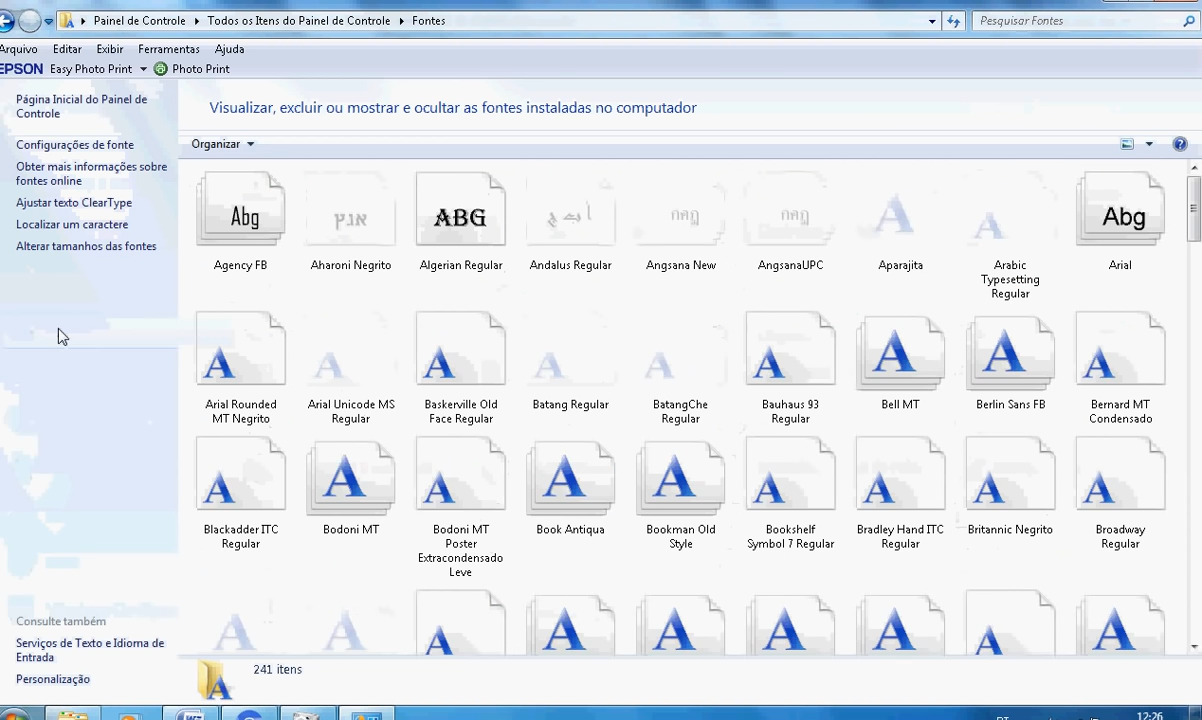 Painel de Controle Todos os Itens do Painel de Controle Fontes
Pesquisar Fontes
Arquivo Editar Exibir Ferramentas Ajuda
EPSON Easy Photo Print Photo Print
Página Inicial do Painel de
Controle
Configurações de fonte
Obter mais informações sobre
fontes online
Ajustar texto ClearType
Localizar um caractere
Alterar tamanhos das fontes
Visualizar, excluir ou mostrar e ocultar as fontes instaladas no computador
Organizar
Abg
אנץ
ABG
กฎก
กฎก
Abg
Agency FB Aharoni Negrito Algerian Regular Andalus Regular Angsana New AngsanaUPC Aparajita Arabic Arial
Typesetting
Regular
Arial Rounded Arial Unicode MS Baskerville Old Batang Regular BatangChe Bauhaus 93 Bell MT Berlin Sans FB Bernard MT
MT Negrito Regular Face Regular Regular Regular Condensado
Blackadder ITC Bodoni MT Bodoni MT Book Antiqua Bookman Old Bookshelf Bradley Hand ITC Britannic Negrito Broadway
Regular Poster Style Symbol 7 Regular Regular Regular
Extracondensado
Leve
Consulte também
Serviços de Texto e Idioma de
Entrada
Personalização
241 itens
12:26